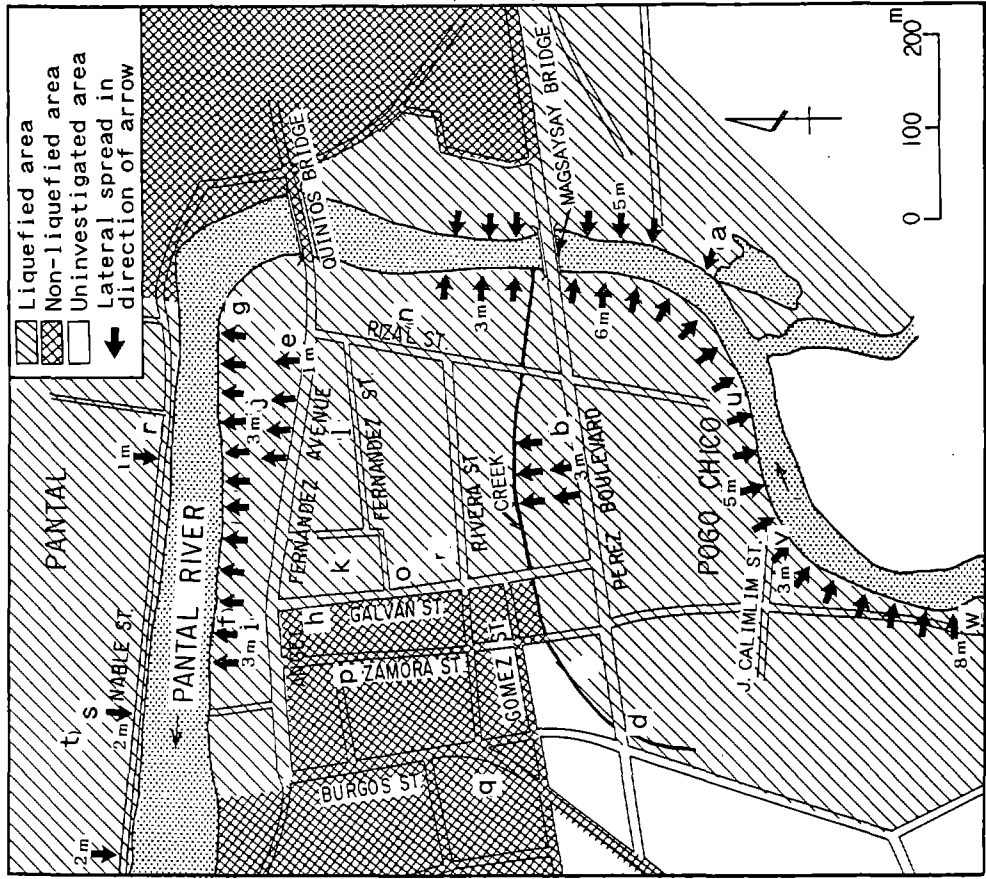 Liquefied area
Non-liquefied area
Uninvestigated area
Lateral spread in
direction of arrow
PANTAL
r
1m
t
s
2m
NABLE ST.
2m
PANTAL RIVER
QUINTOS BRIDGE
g
f
3m
i
3m
j
e
1m
FERNANDEZ AVENUE
l
FERNANDEZ ST.
h
k
o
r
n
RIZAL ST.
3m
GALVAN ST.
p
ZAMORA ST.
BURGOS ST.
q
GOMEZ ST.
RIVERA ST
CREEK
3m
b
PEREZ BOULEVARD
d
MAGSAYSAY BRIDGE
5m
6m
a
u
POGO CHICO
5m
J. CALIMLIM ST.
3m
v
8m
w
0 100 200
m